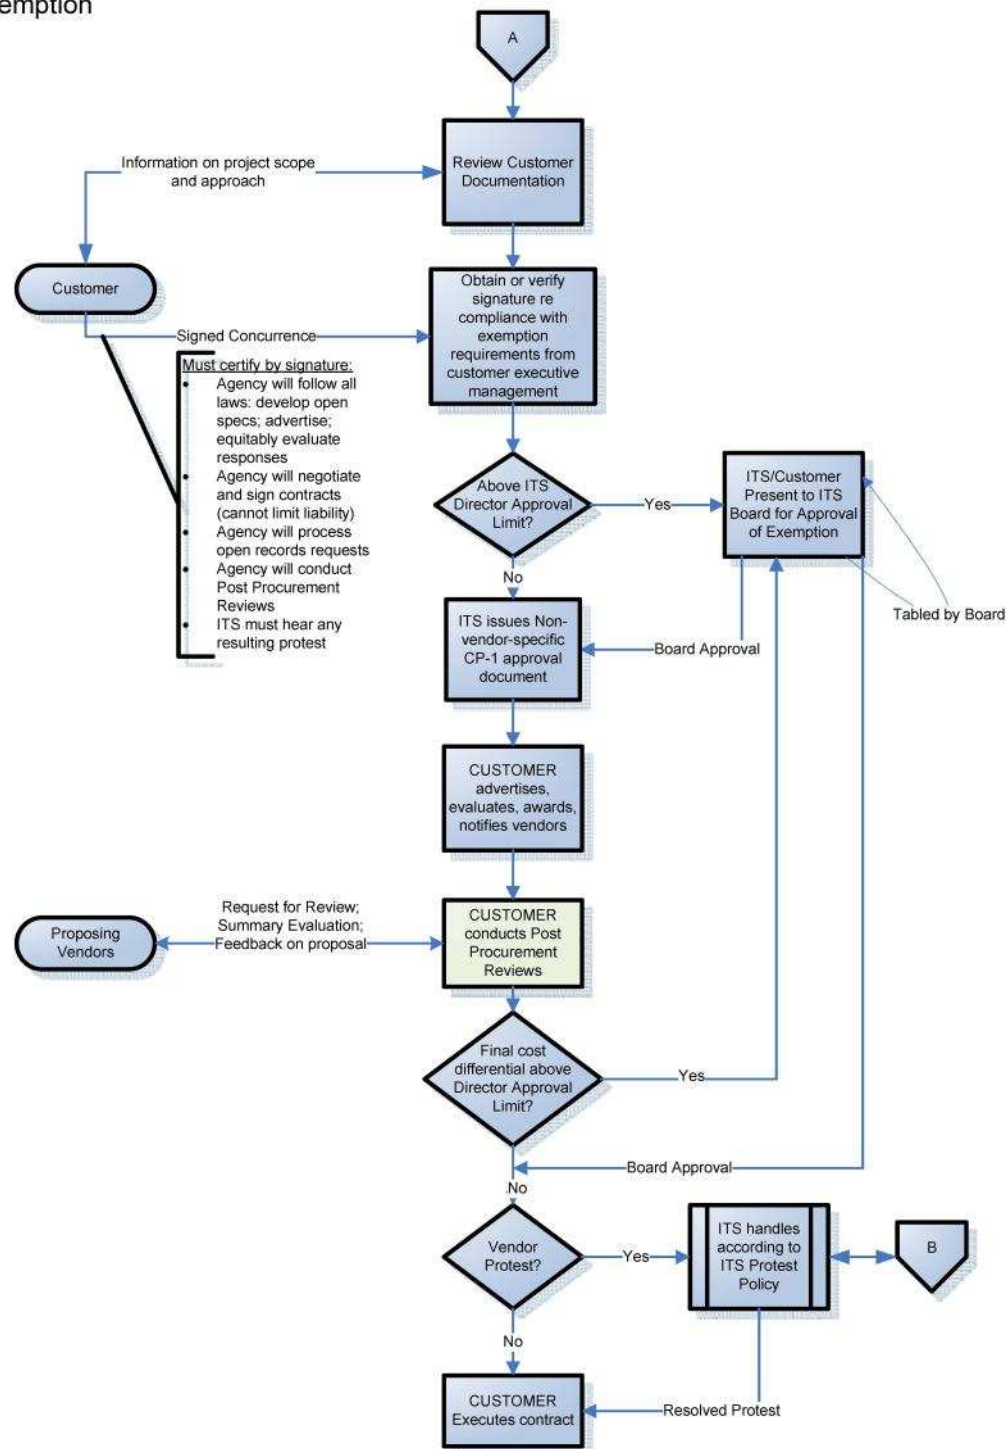 emption
A
Review Customer
Documentation
Information on project scope
and approach
Customer
Obtain or verify
signature re
compliance with
exemption
requirements from
customer executive
management
Signed Concurrence
Must certify by signature:
• Agency will follow all
laws: develop open
specs; advertise;
equitably evaluate
responses
• Agency will negotiate
and sign contracts
(cannot limit liability)
• Agency will process
open records requests
• Agency will conduct
Post Procurement
Reviews
• ITS must hear any
resulting protest
Above ITS
Director Approval
Limit?
Yes
ITS/Customer
Present to ITS
Board for Approval
of Exemption
Tabled by Board
No
ITS issues Non-
vendor-specific
CP-1 approval
document
Board Approval
CUSTOMER
advertises,
evaluates, awards,
notifies vendors
Proposing
Vendors
Request for Review;
Summary Evaluation;
Feedback on proposal
CUSTOMER
conducts Post
Procurement
Reviews
Final cost
differential above
Director Approval
Limit?
Yes
Board Approval
No
Vendor
Protest?
Yes
ITS handles
according to
ITS Protest
Policy
B
No
CUSTOMER
Executes contract
Resolved Protest